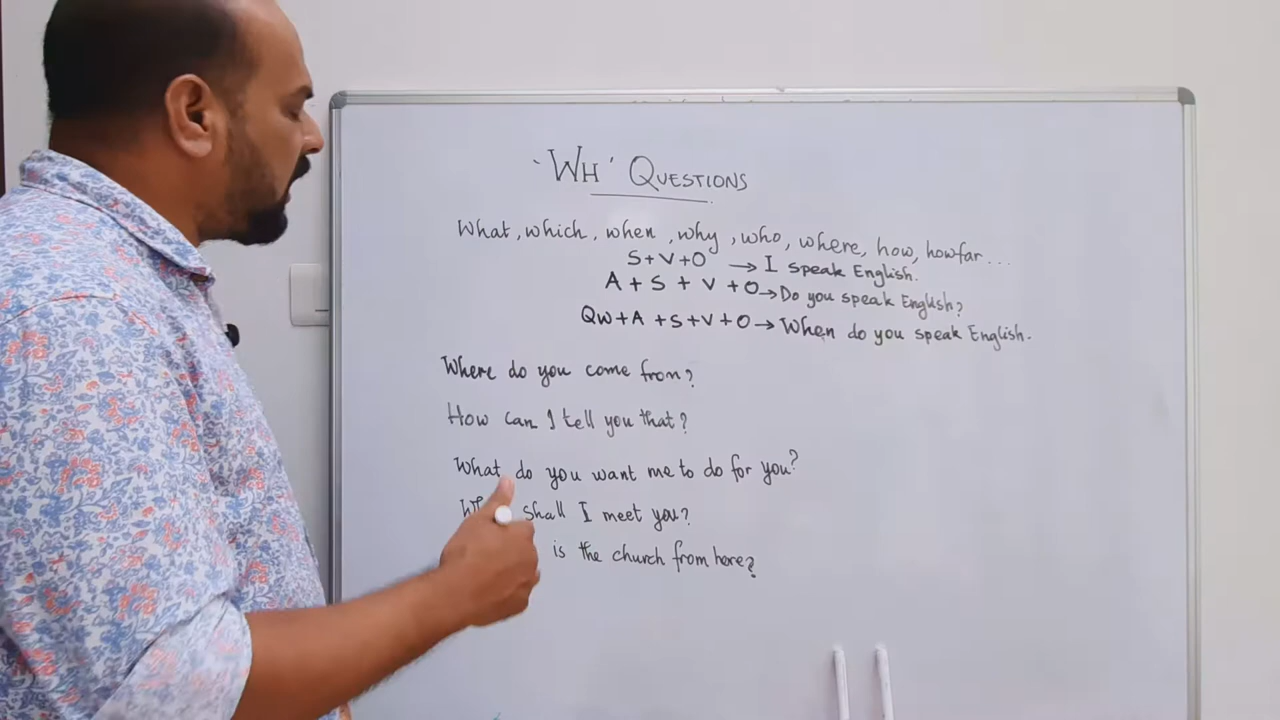 `WH' QUESTIONS
What, which, when, why, who, where, how, how far ...
S+V+O → I speak English.
A + S + V + O → Do you speak English?
Qw+A +S+V+O → When do you speak English.
Where do you come from?
How can I tell you that?
What do you want me to do for you?
shall I meet you?
is the church from here?